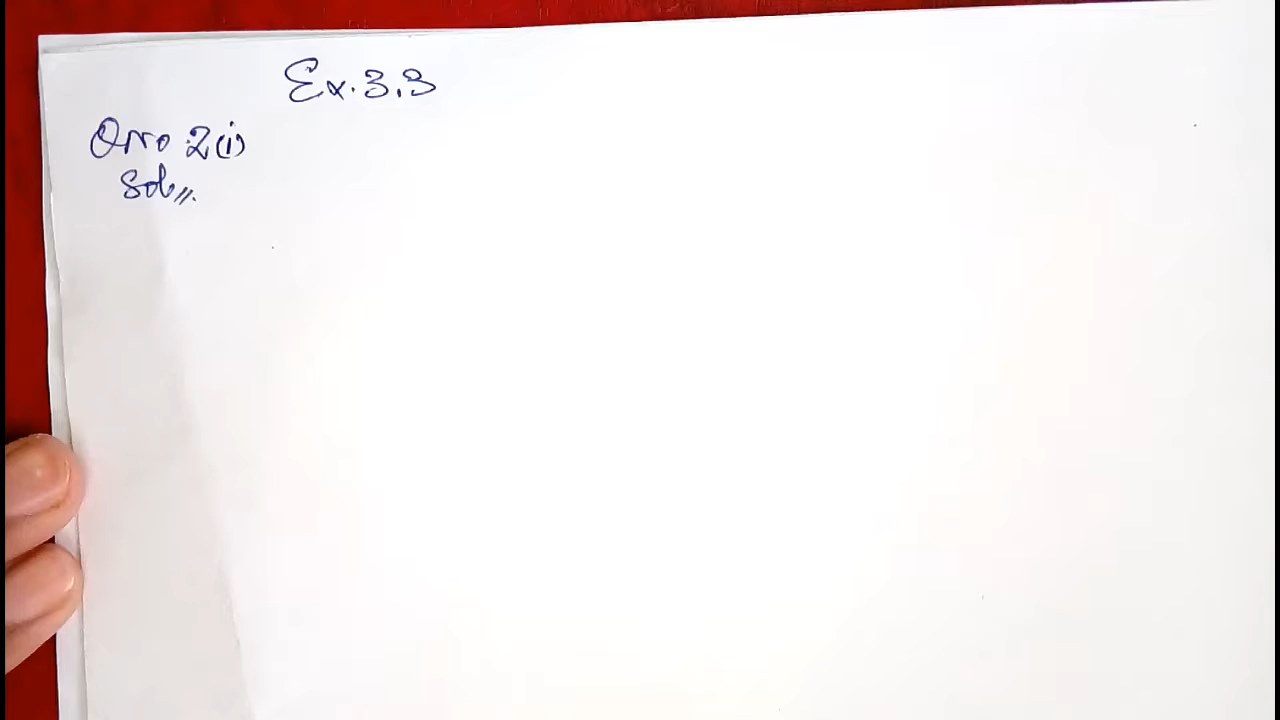 Ex. 3.3
QNo 2(i)
Sol,,.